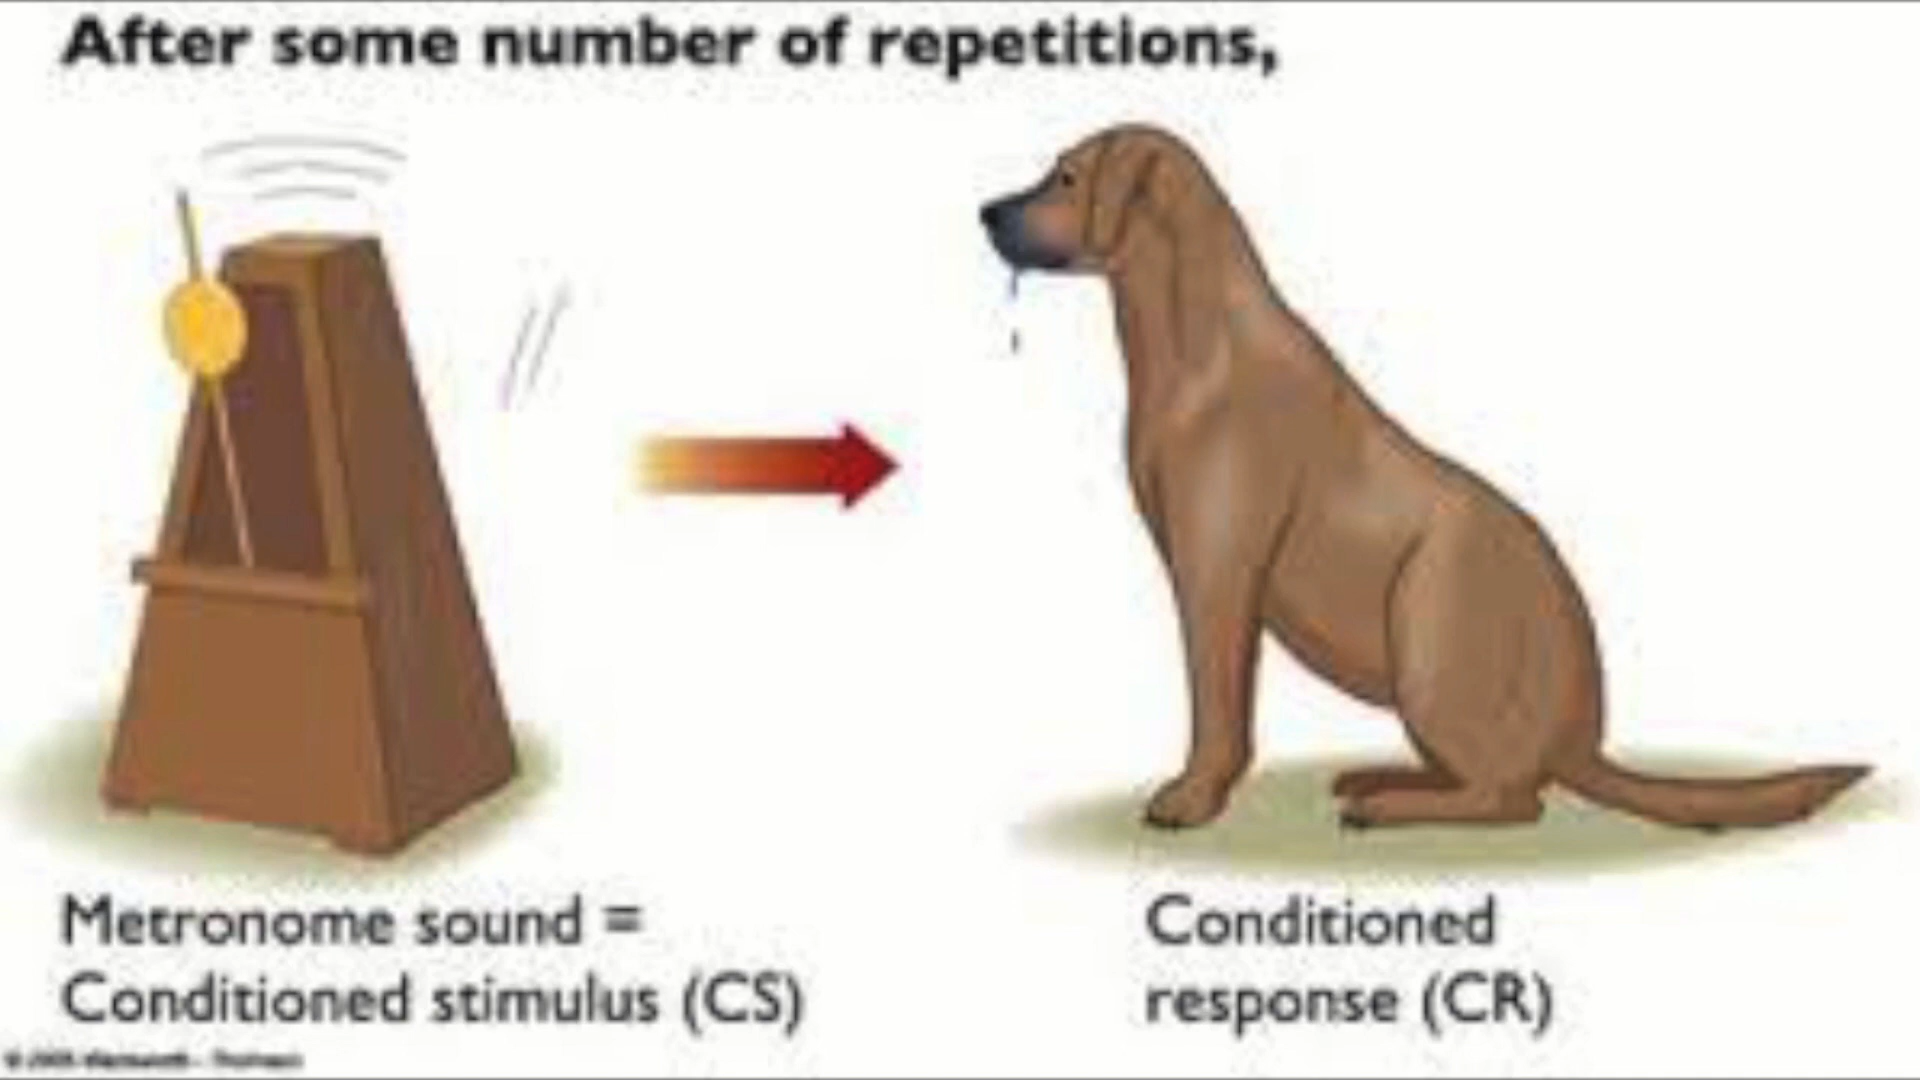 After some number of repetitions,
Metronome sound =
Conditioned stimulus (CS)
Conditioned
response (CR)